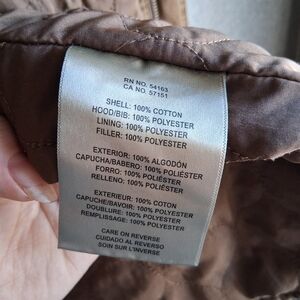 RN NO. 54163
CA NO. 57151
SHELL: 100% COTTON
HOOD/BIB: 100% POLYESTER
LINING: 100% POLYESTER
FILLER: 100% POLYESTER
EXTERIOR: 100% ALGODÓN
CAPUCHA/BABERO: 100% POLIÉSTER
FORRO: 100% POLIÉSTER
RELLENO: 100% POLIÉSTER
EXTERIEUR: 100% COTON
CAPUCHE/BAVOIR: 100% POLYESTER
DOUBLURE: 100% POLYESTER
REMPLISSAGE: 100% POLYESTER
CARE ON REVERSE
CUIDADO AL REVERSO
SOIN SUR L'INVERSE